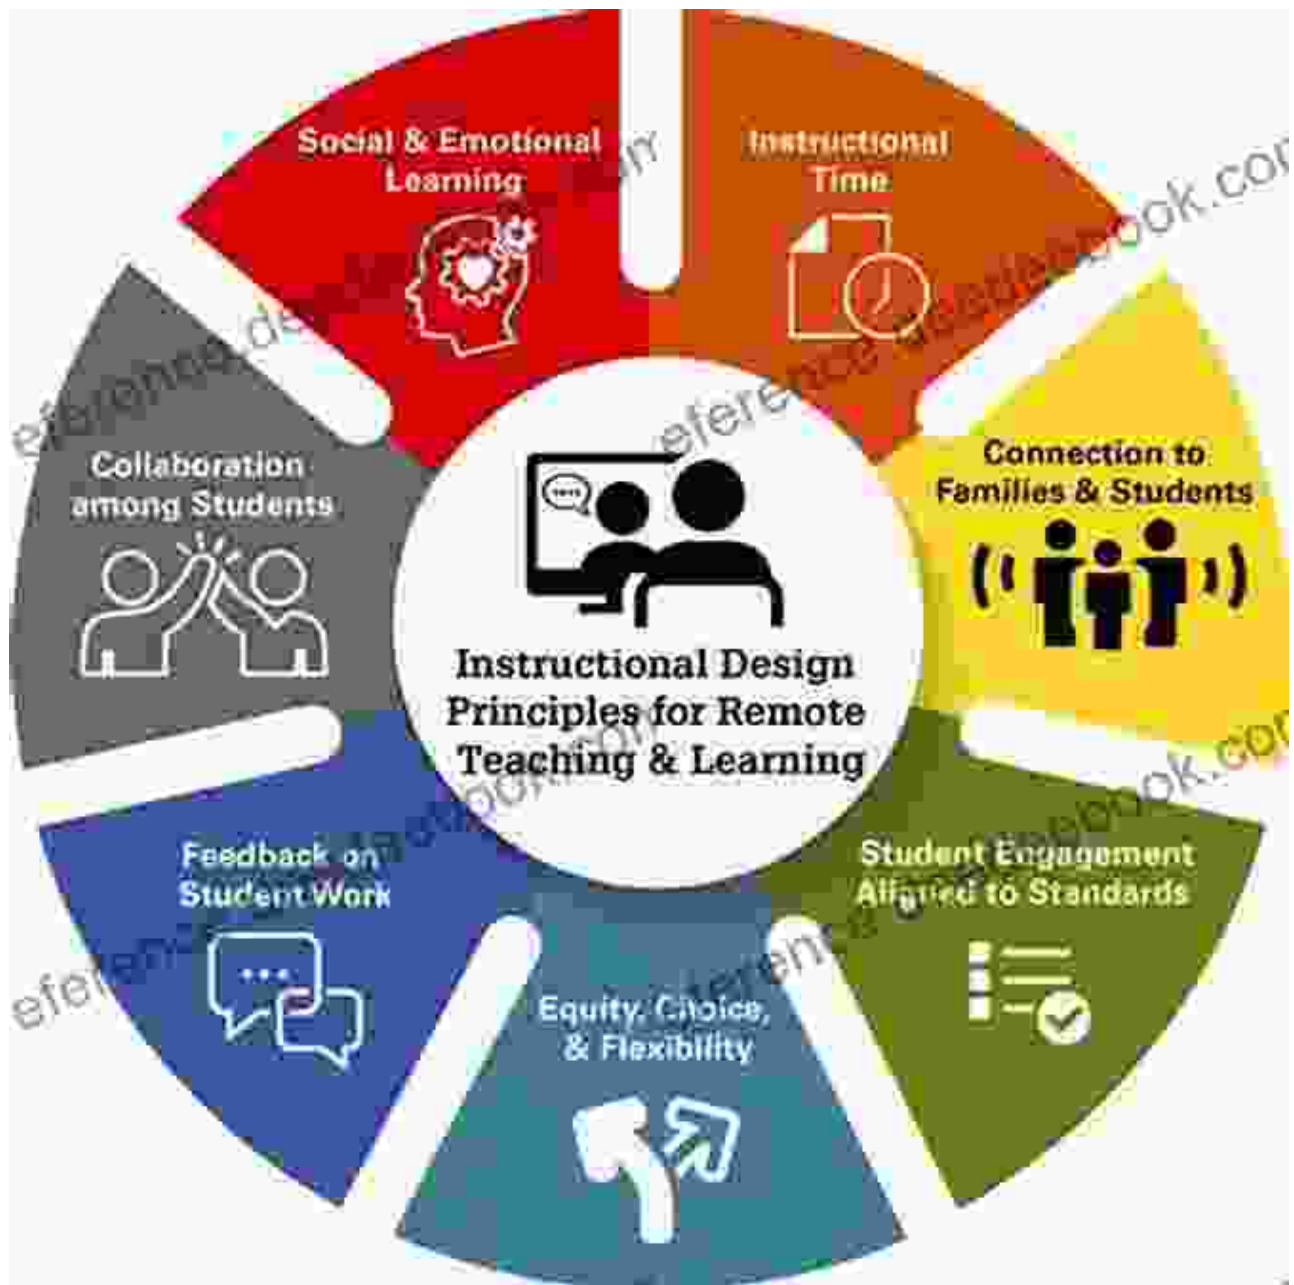 Social & Emotional
Learning
Instructional
Time
Connection to
Families & Students
Student Engagement
Aligned to Standards
Equity, Choice,
& Flexibility
Feedback on
Student Work
Collaboration
among Students
Instructional Design
Principles for Remote
Teaching & Learning